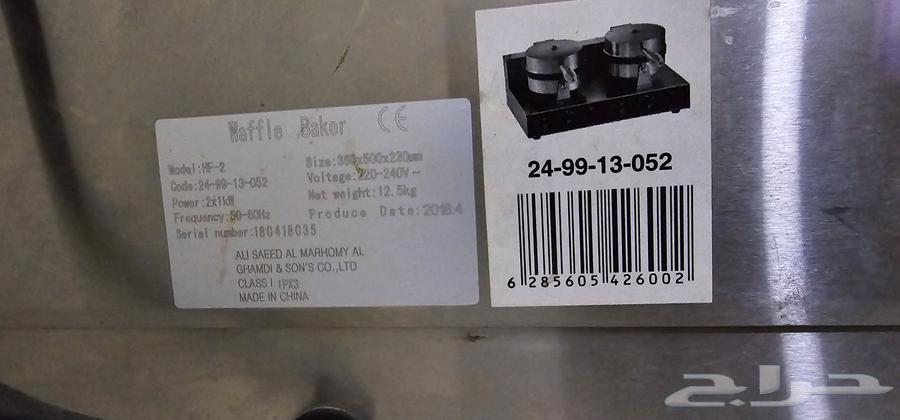 Waffle Baker CE
Model:HF-2
Size:360x500x230mm
Code:24-99-13-052
Voltage:220-240V~
Power:2x1kW
Net weight:12.5kg
Frequency:50-60Hz
Produce Date:2018.4
Serial number:180418035
ALI SAEED AL MARHOMY AL
GHAMDI & SON'S CO.,LTD
CLASS I IPX3
MADE IN CHINA
24-99-13-052
6 285605 426002
حراج